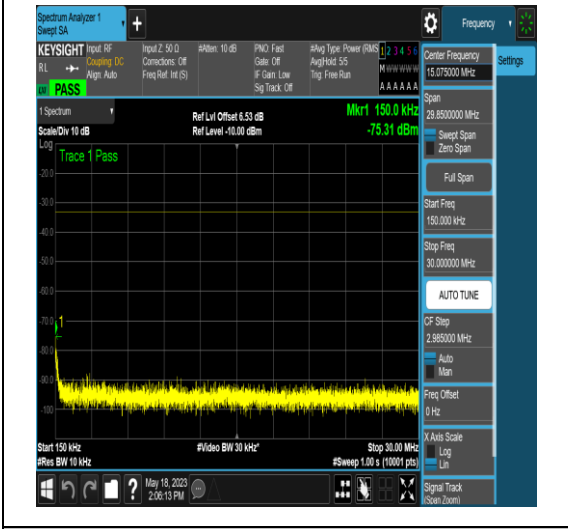 Spectrum Analyzer 1
Swept SA
+
Frequency
KEYSIGHT
RL
Input: RF
Coupling: DC
Align: Auto
Input Z: 50 Ω
Corrections: Off
Freq Ref: Int (S)
#Atten: 10 dB
PNO: Fast
Gate: Off
IF Gain: Low
Sig Track: Off
#Avg Type: Power (RMS
Avg|Hold: 5/5
Trig: Free Run
1 2 3 4 5 6
M W W W W W
A A A A A A
PASS
1 Spectrum
Scale/Div 10 dB
Ref Lvl Offset 6.53 dB
Ref Level -10.00 dBm
Mkr1 150.0 kHz
-75.31 dBm
Log
Trace 1 Pass
-20.0
-30.0
-40.0
-50.0
-60.0
-70.0
1
-80.0
-90.0
-100
Start 150 kHz
#Res BW 10 kHz
#Video BW 30 kHz*
Stop 30.00 MHz
#Sweep 1.00 s (10001 pts)
?
May 18, 2023
2:06:13 PM
Center Frequency
15.075000 MHz
Settings
Span
29.8500000 MHz
Swept Span
Zero Span
Full Span
Start Freq
150.000 kHz
Stop Freq
30.000000 MHz
AUTO TUNE
CF Step
2.985000 MHz
Auto
Man
Freq Offset
0 Hz
X Axis Scale
Log
Lin
Signal Track
(Span Zoom)